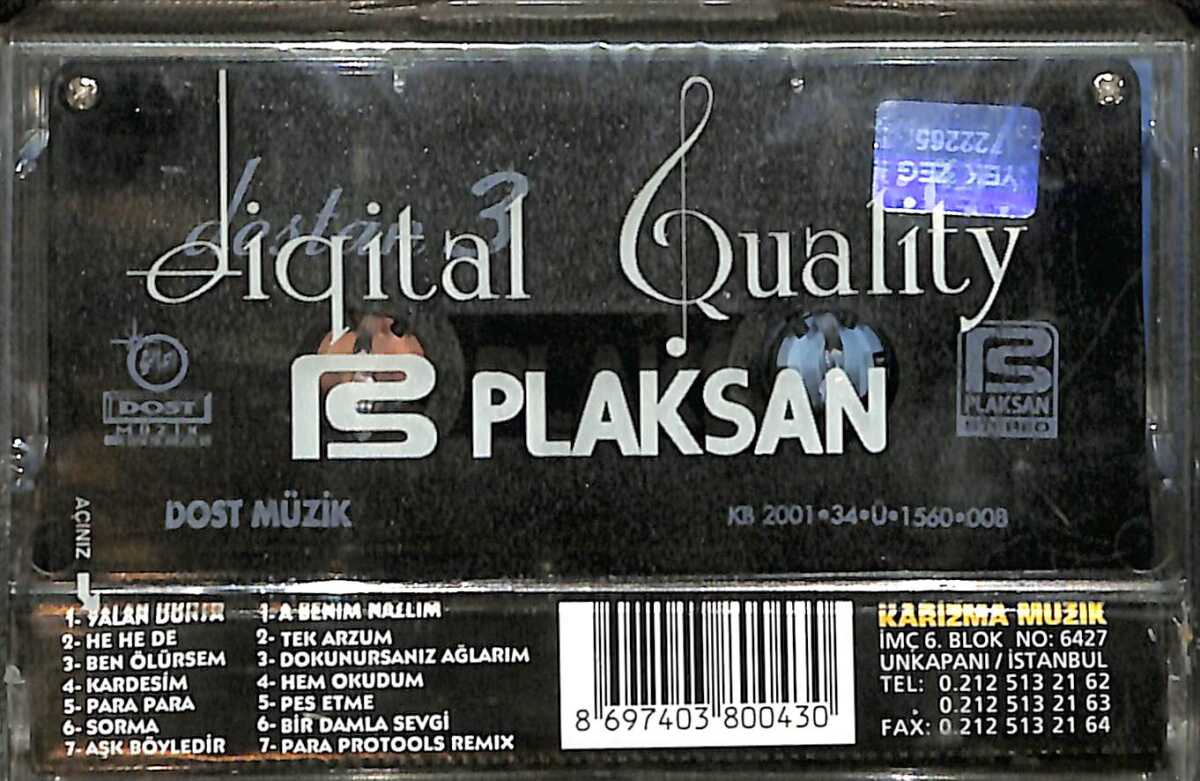 Digital Quality
destan 3
YEK ZEG
722265
DOST
MÜZİK
PLAKSAN
PLAKSAN
STEREO
DOST MÜZİK
KB 2001•34•Ü•1560•008
AÇINIZ
1- YALAN DÜNYA
2- HE HE DE
3- BEN ÖLÜRSEM
4- KARDESİM
5- PARA PARA
6- SORMA
7- AŞK BÖYLEDİR
1- A BENİM NAZLIM
2- TEK ARZUM
3- DOKUNURSANIZ AĞLARIM
4- HEM OKUDUM
5- PES ETME
6- BİR DAMLA SEVGİ
7- PARA PROTOOLS REMIX
8 697403 800430
KARİZMA MÜZİK
İMÇ 6. BLOK NO: 6427
UNKAPANI / İSTANBUL
TEL: 0.212 513 21 62
0.212 513 21 63
FAX: 0.212 513 21 64